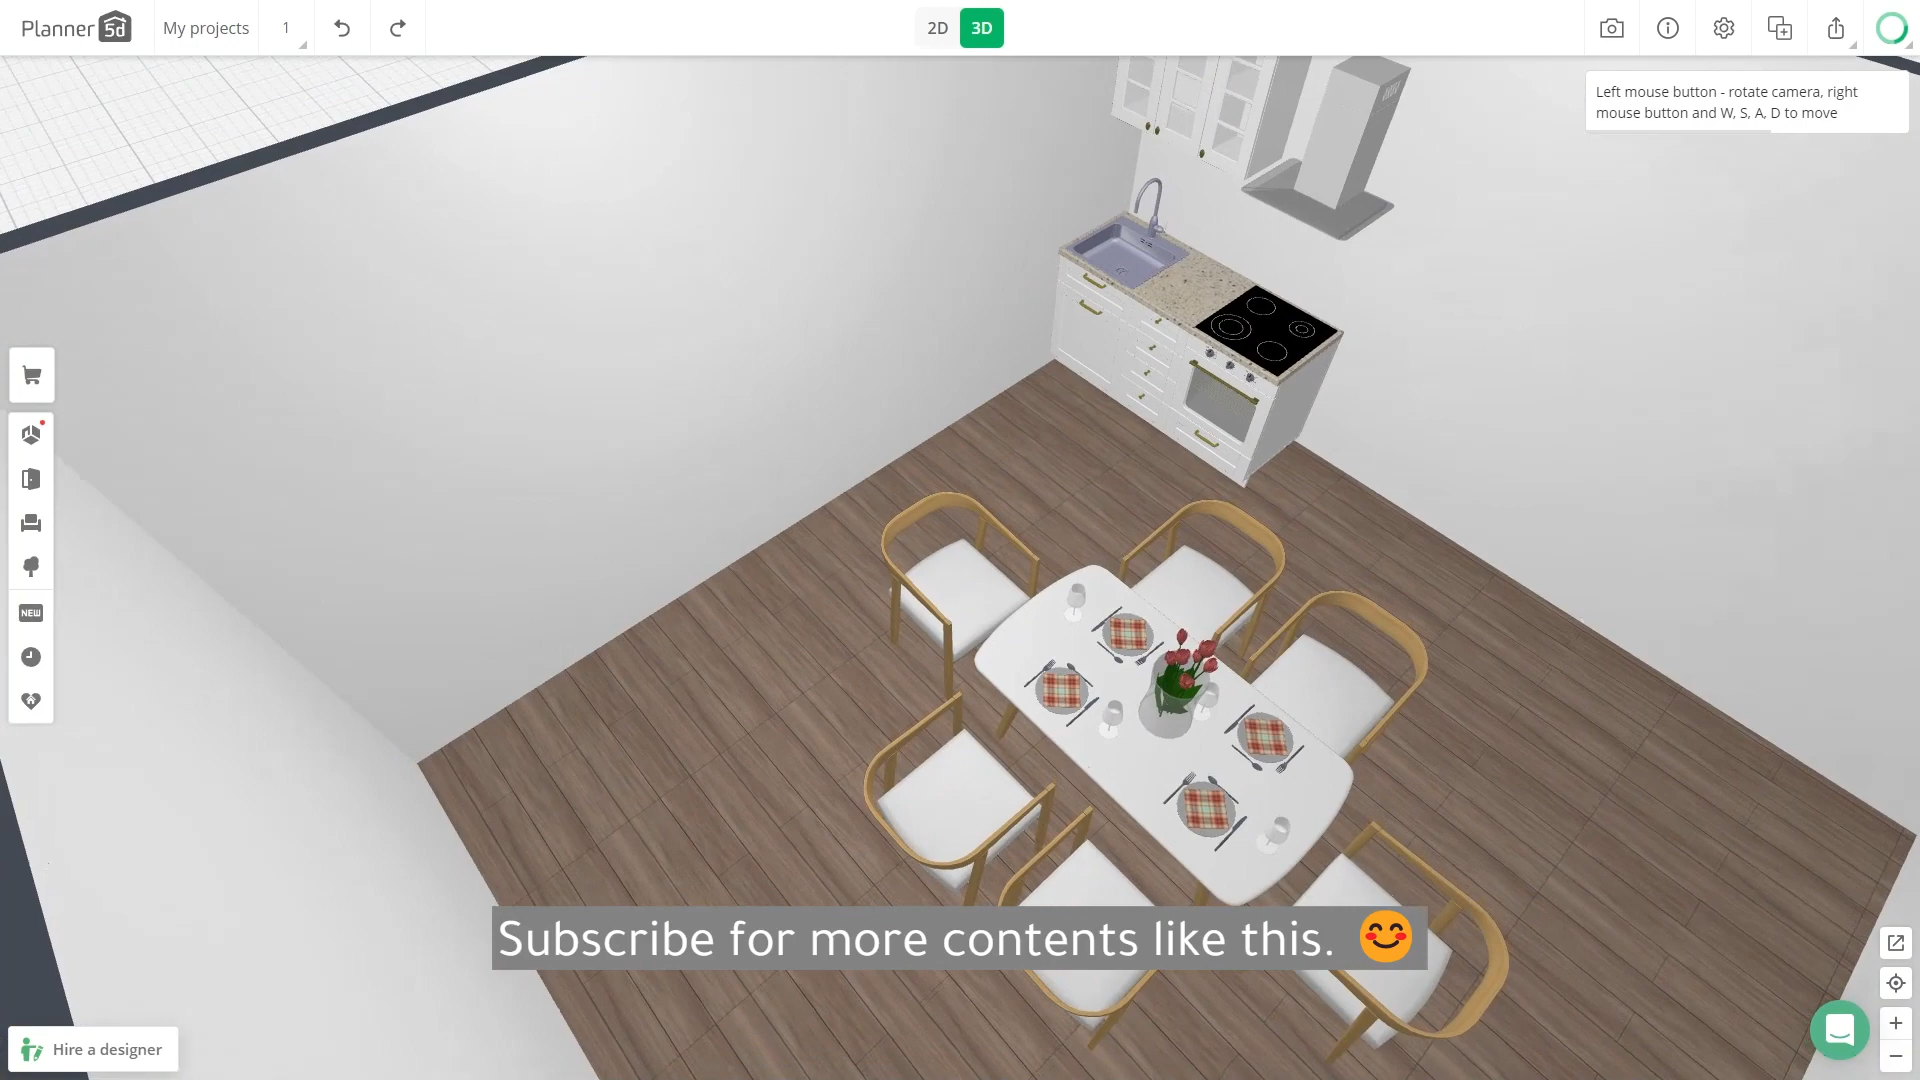 Planner 5d
My projects
1
2D
3D
Left mouse button - rotate camera, right
mouse button and W, S, A, D to move
NEW
Subscribe for more contents like this. 😊
Hire a designer